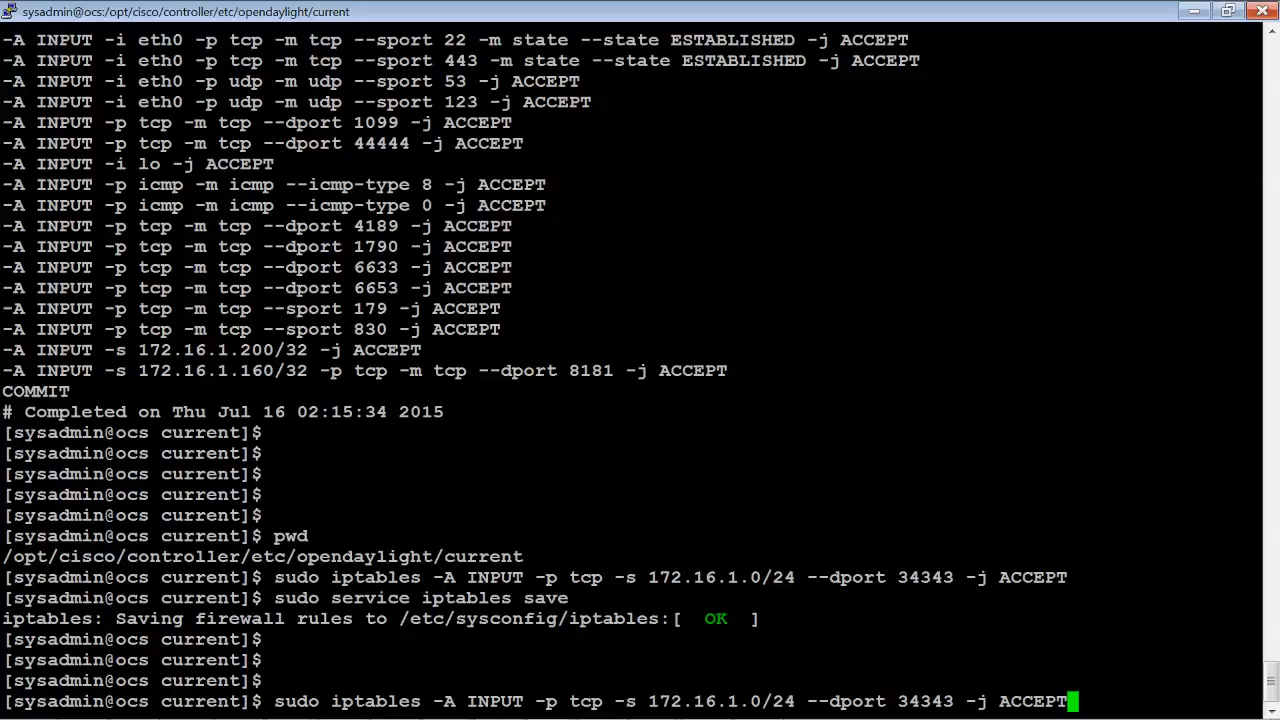 sysadmin@ocs:/opt/cisco/controller/etc/opendaylight/current
-A INPUT -i eth0 -p tcp -m tcp --sport 22 -m state --state ESTABLISHED -j ACCEPT
-A INPUT -i eth0 -p tcp -m tcp --sport 443 -m state --state ESTABLISHED -j ACCEPT
-A INPUT -i eth0 -p udp -m udp --sport 53 -j ACCEPT
-A INPUT -i eth0 -p udp -m udp --sport 123 -j ACCEPT
-A INPUT -p tcp -m tcp --dport 1099 -j ACCEPT
-A INPUT -p tcp -m tcp --dport 44444 -j ACCEPT
-A INPUT -i lo -j ACCEPT
-A INPUT -p icmp -m icmp --icmp-type 8 -j ACCEPT
-A INPUT -p icmp -m icmp --icmp-type 0 -j ACCEPT
-A INPUT -p tcp -m tcp --dport 4189 -j ACCEPT
-A INPUT -p tcp -m tcp --dport 1790 -j ACCEPT
-A INPUT -p tcp -m tcp --dport 6633 -j ACCEPT
-A INPUT -p tcp -m tcp --dport 6653 -j ACCEPT
-A INPUT -p tcp -m tcp --sport 179 -j ACCEPT
-A INPUT -p tcp -m tcp --sport 830 -j ACCEPT
-A INPUT -s 172.16.1.200/32 -j ACCEPT
-A INPUT -s 172.16.1.160/32 -p tcp -m tcp --dport 8181 -j ACCEPT
COMMIT
# Completed on Thu Jul 16 02:15:34 2015
[sysadmin@ocs current]$
[sysadmin@ocs current]$
[sysadmin@ocs current]$
[sysadmin@ocs current]$
[sysadmin@ocs current]$
[sysadmin@ocs current]$ pwd
/opt/cisco/controller/etc/opendaylight/current
[sysadmin@ocs current]$ sudo iptables -A INPUT -p tcp -s 172.16.1.0/24 --dport 34343 -j ACCEPT
[sysadmin@ocs current]$ sudo service iptables save
iptables: Saving firewall rules to /etc/sysconfig/iptables:[  OK  ]
[sysadmin@ocs current]$
[sysadmin@ocs current]$
[sysadmin@ocs current]$
[sysadmin@ocs current]$ sudo iptables -A INPUT -p tcp -s 172.16.1.0/24 --dport 34343 -j ACCEPT